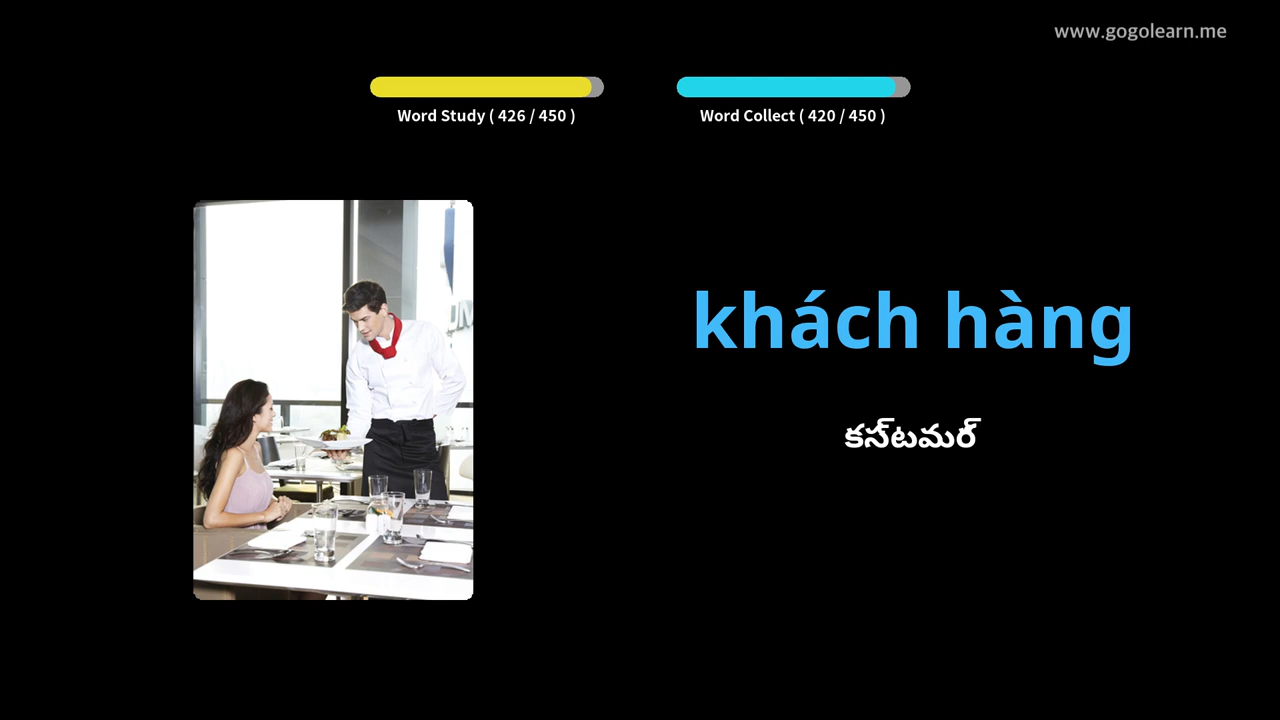 www.gogolearn.me
Word Study ( 426 / 450 )
Word Collect ( 420 / 450 )
khách hàng
కస్‌టమర్